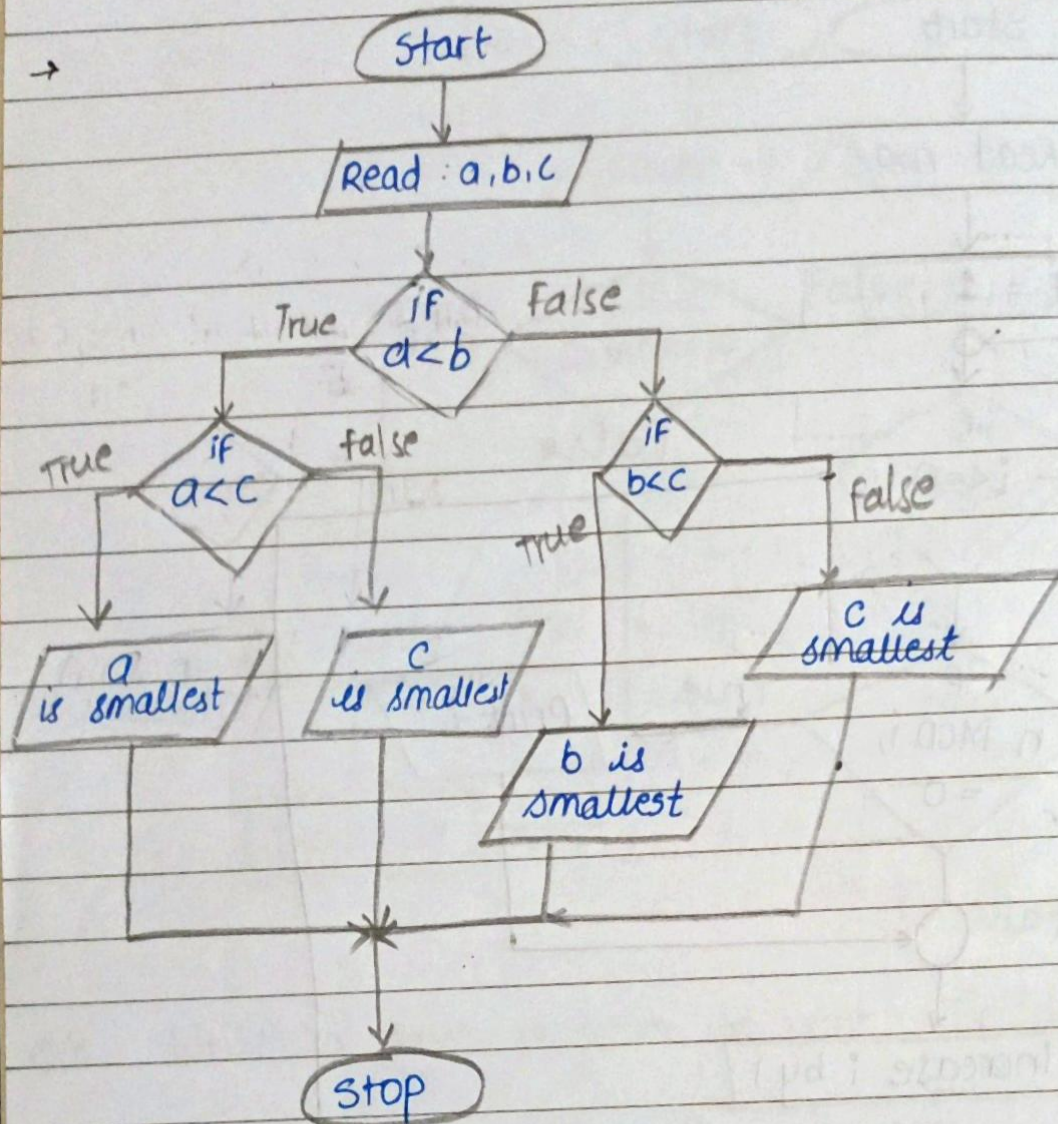 →
Start
Read : a, b, c
if
a < b
True
false
if
a < c
True
false
if
b < c
True
false
a
is smallest
c
is smallest
b is
smallest
c is
smallest
Stop